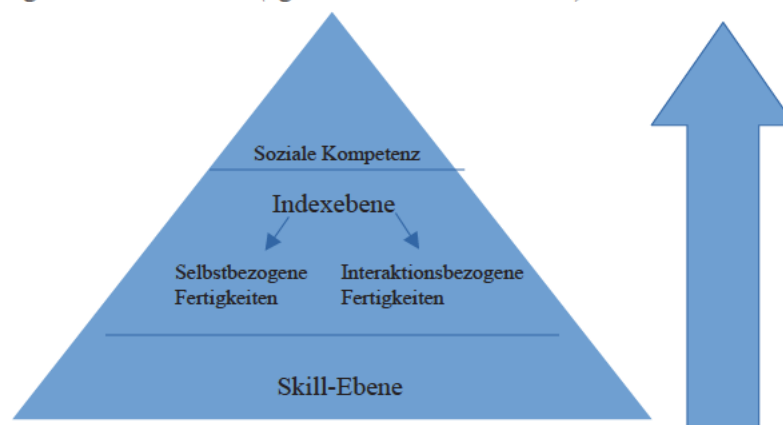 Soziale Kompetenz
Indexebene
Selbstbezogene Interaktionsbezogene
Fertigkeiten Fertigkeiten
Skill-Ebene